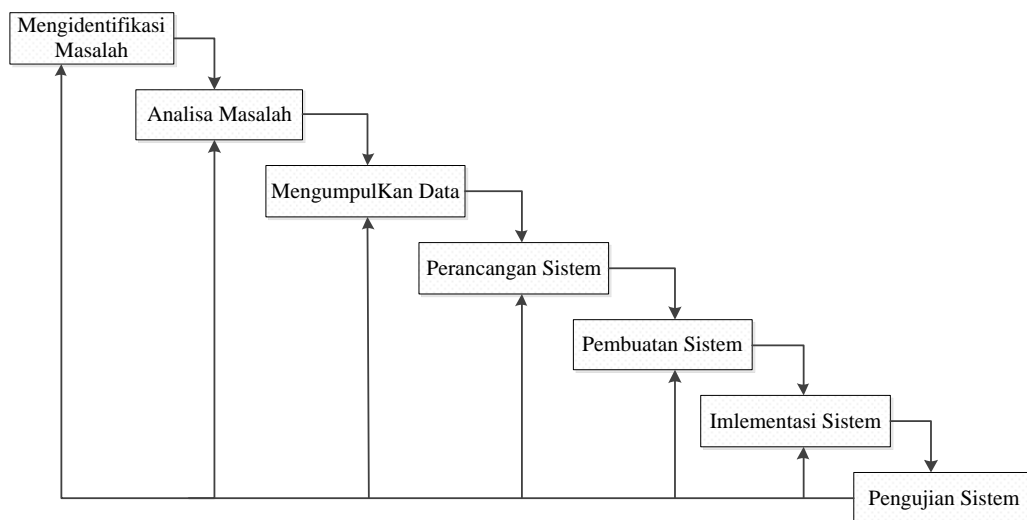 Mengidentifikasi
Masalah
Analisa Masalah
MengumpulKan Data
Perancangan Sistem
Pembuatan Sistem
Imlementasi Sistem
Pengujian Sistem